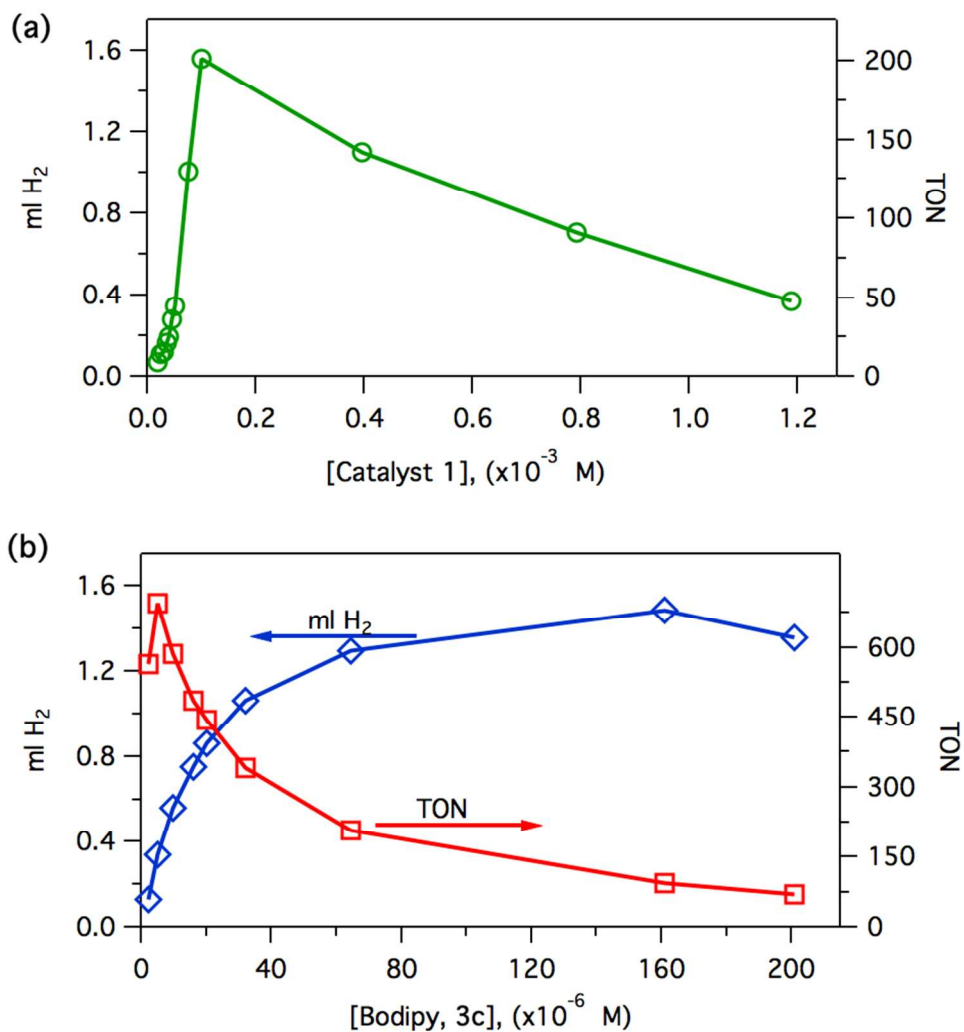 (a)
1.6
1.2
0.8
0.4
0.0
ml H₂
200
150
100
50
0
TON
0.0 0.2 0.4 0.6 0.8 1.0 1.2
[Catalyst 1], (x10⁻³ M)
(b)
1.6
1.2
0.8
0.4
0.0
ml H₂
ml H₂
TON
600
450
300
150
0
TON
0 40 80 120 160 200
[Bodipy, 3c], (x10⁻⁶ M)